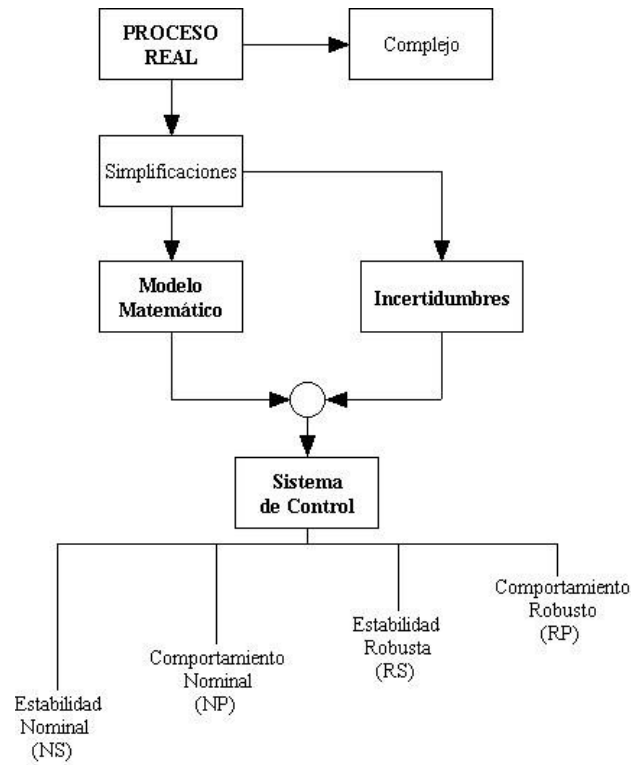 PROCESO
REAL
Complejo
Simplificaciones
Modelo
Matemático
Incertidumbres
Sistema
de Control
Estabilidad
Nominal
(NS)
Comportamiento
Nominal
(NP)
Estabilidad
Robusta
(RS)
Comportamiento
Robusto
(RP)